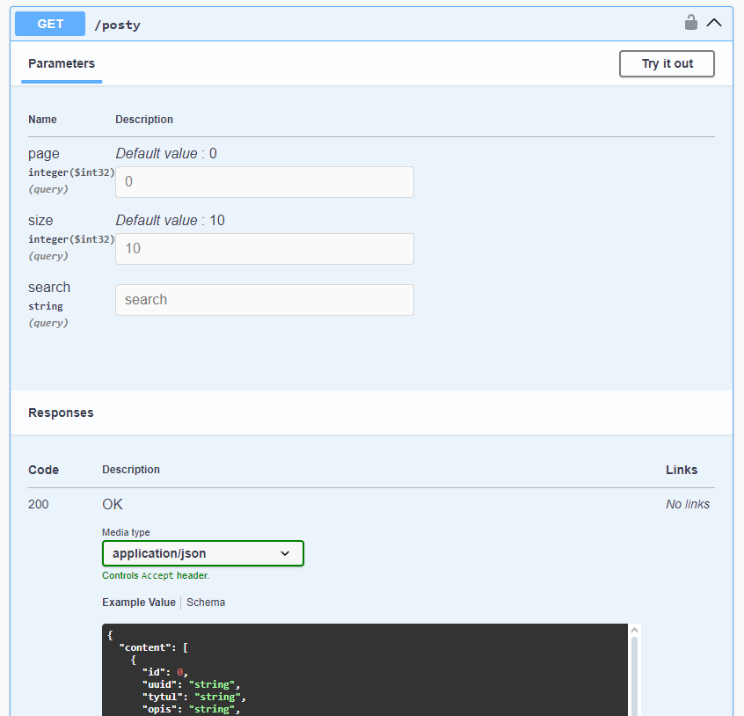 GET /posty
Parameters
Try it out
Name Description
page Default value : 0
integer($int32) 0
(query)
size Default value : 10
integer($int32) 10
(query)
search
string search
(query)
Responses
Code Description Links
200 OK No links
Media type
application/json
Controls Accept header.
Example Value Schema
{
"content": [
{
"id": 0,
"uuid": "string",
"tytul": "string",
"opis": "string",